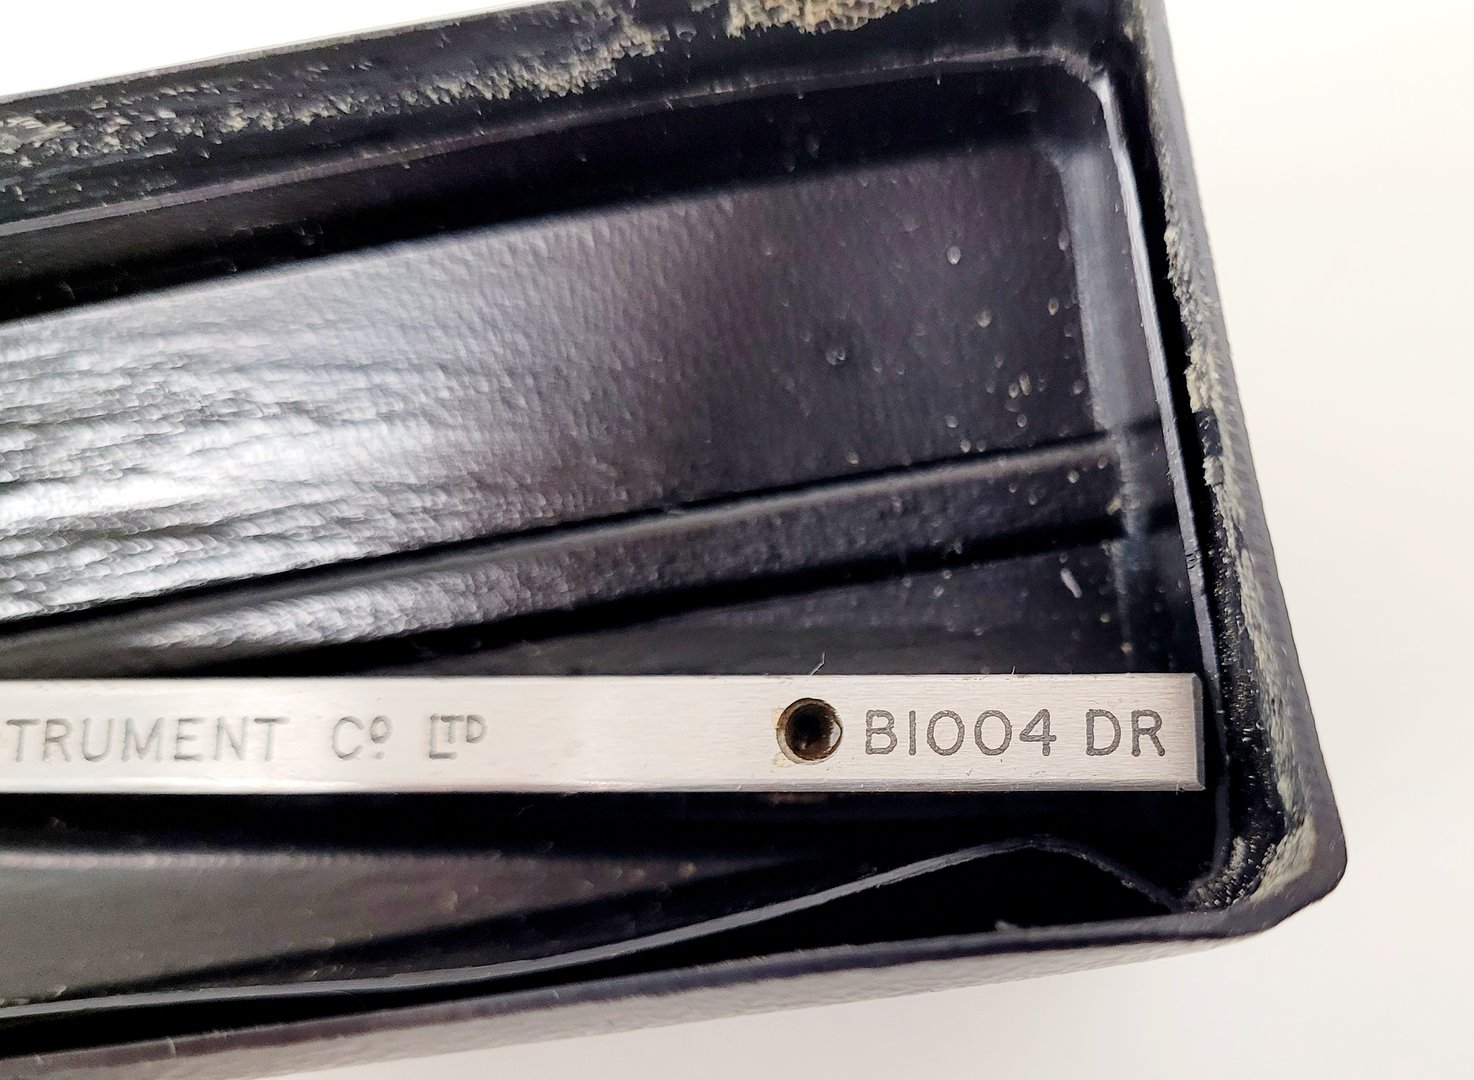 TRUMENT Cº LTD B1004 DR